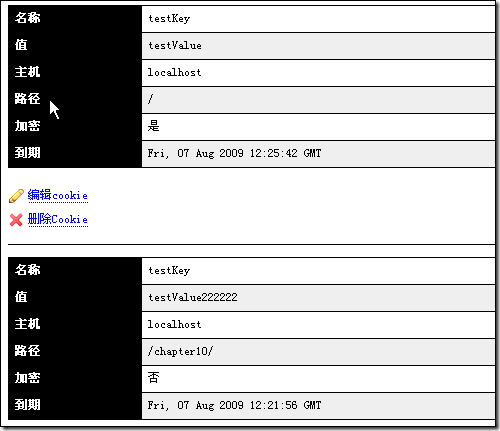 名称 testKey
值 testValue
主机 localhost
路径 /
加密 是
到期 Fri, 07 Aug 2009 12:25:42 GMT
编辑cookie
删除Cookie
名称 testKey
值 testValue222222
主机 localhost
路径 /chapter10/
加密 否
到期 Fri, 07 Aug 2009 12:21:56 GMT